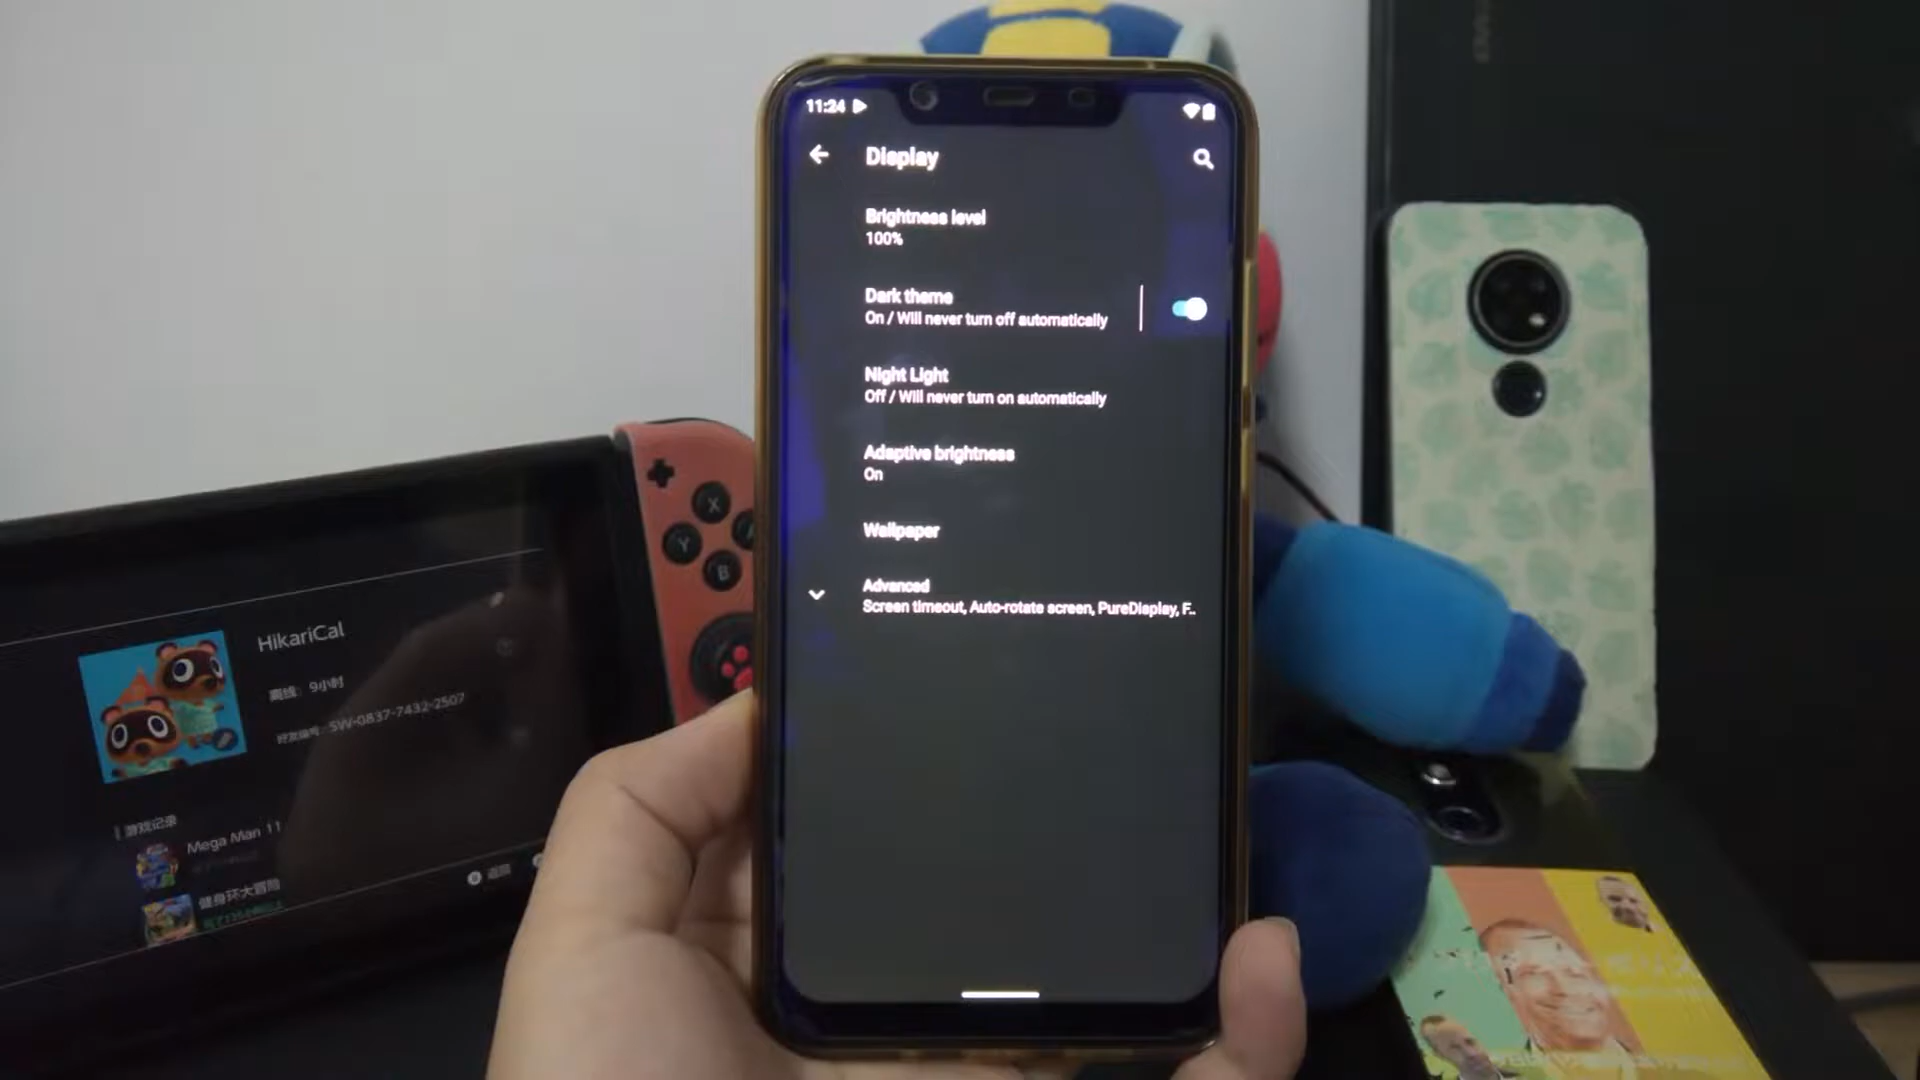 11:24
Display
Brightness level
100%
Dark theme
On / Will never turn off automatically
Night Light
Off / Will never turn on automatically
Adaptive brightness
On
Wallpaper
Advanced
Screen timeout, Auto-rotate screen, PureDisplay, F..
X
Y
B
HikariCal
离线: 9小时
好友编号: SW-0837-7432-2507
游戏记录
Mega Man 11
健身环大冒险
返回